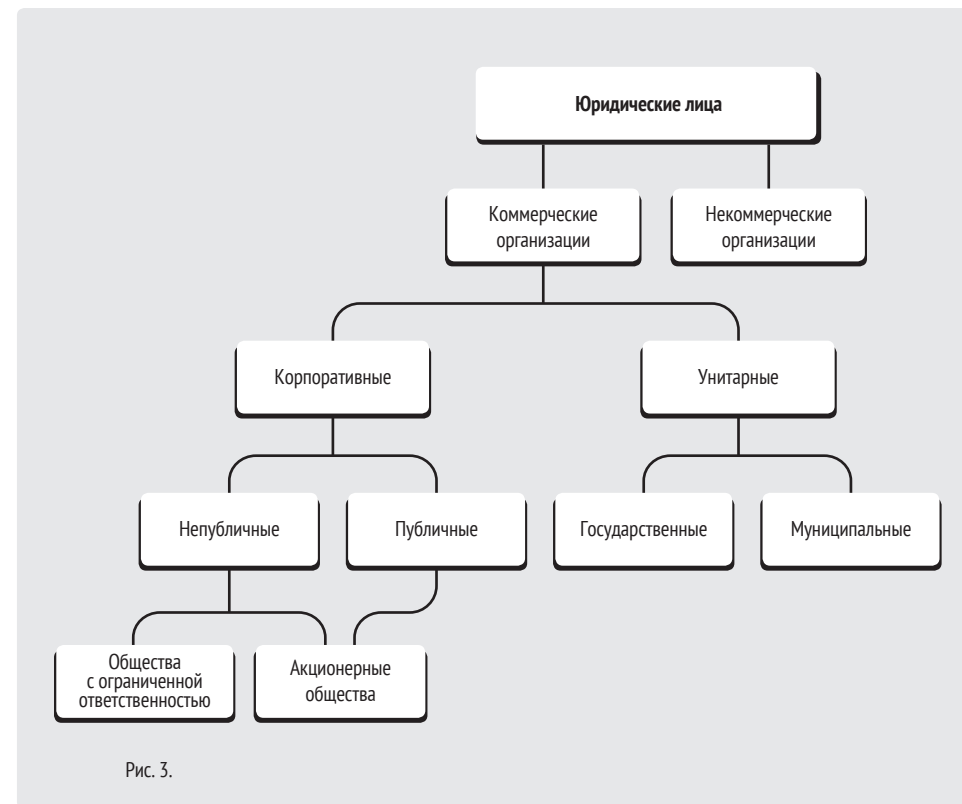 Юридические лица
Коммерческие
организации
Некоммерческие
организации
Корпоративные
Унитарные
Непубличные
Публичные
Государственные
Муниципальные
Общества
с ограниченной
ответственностью
Акционерные
общества
Рис. 3.